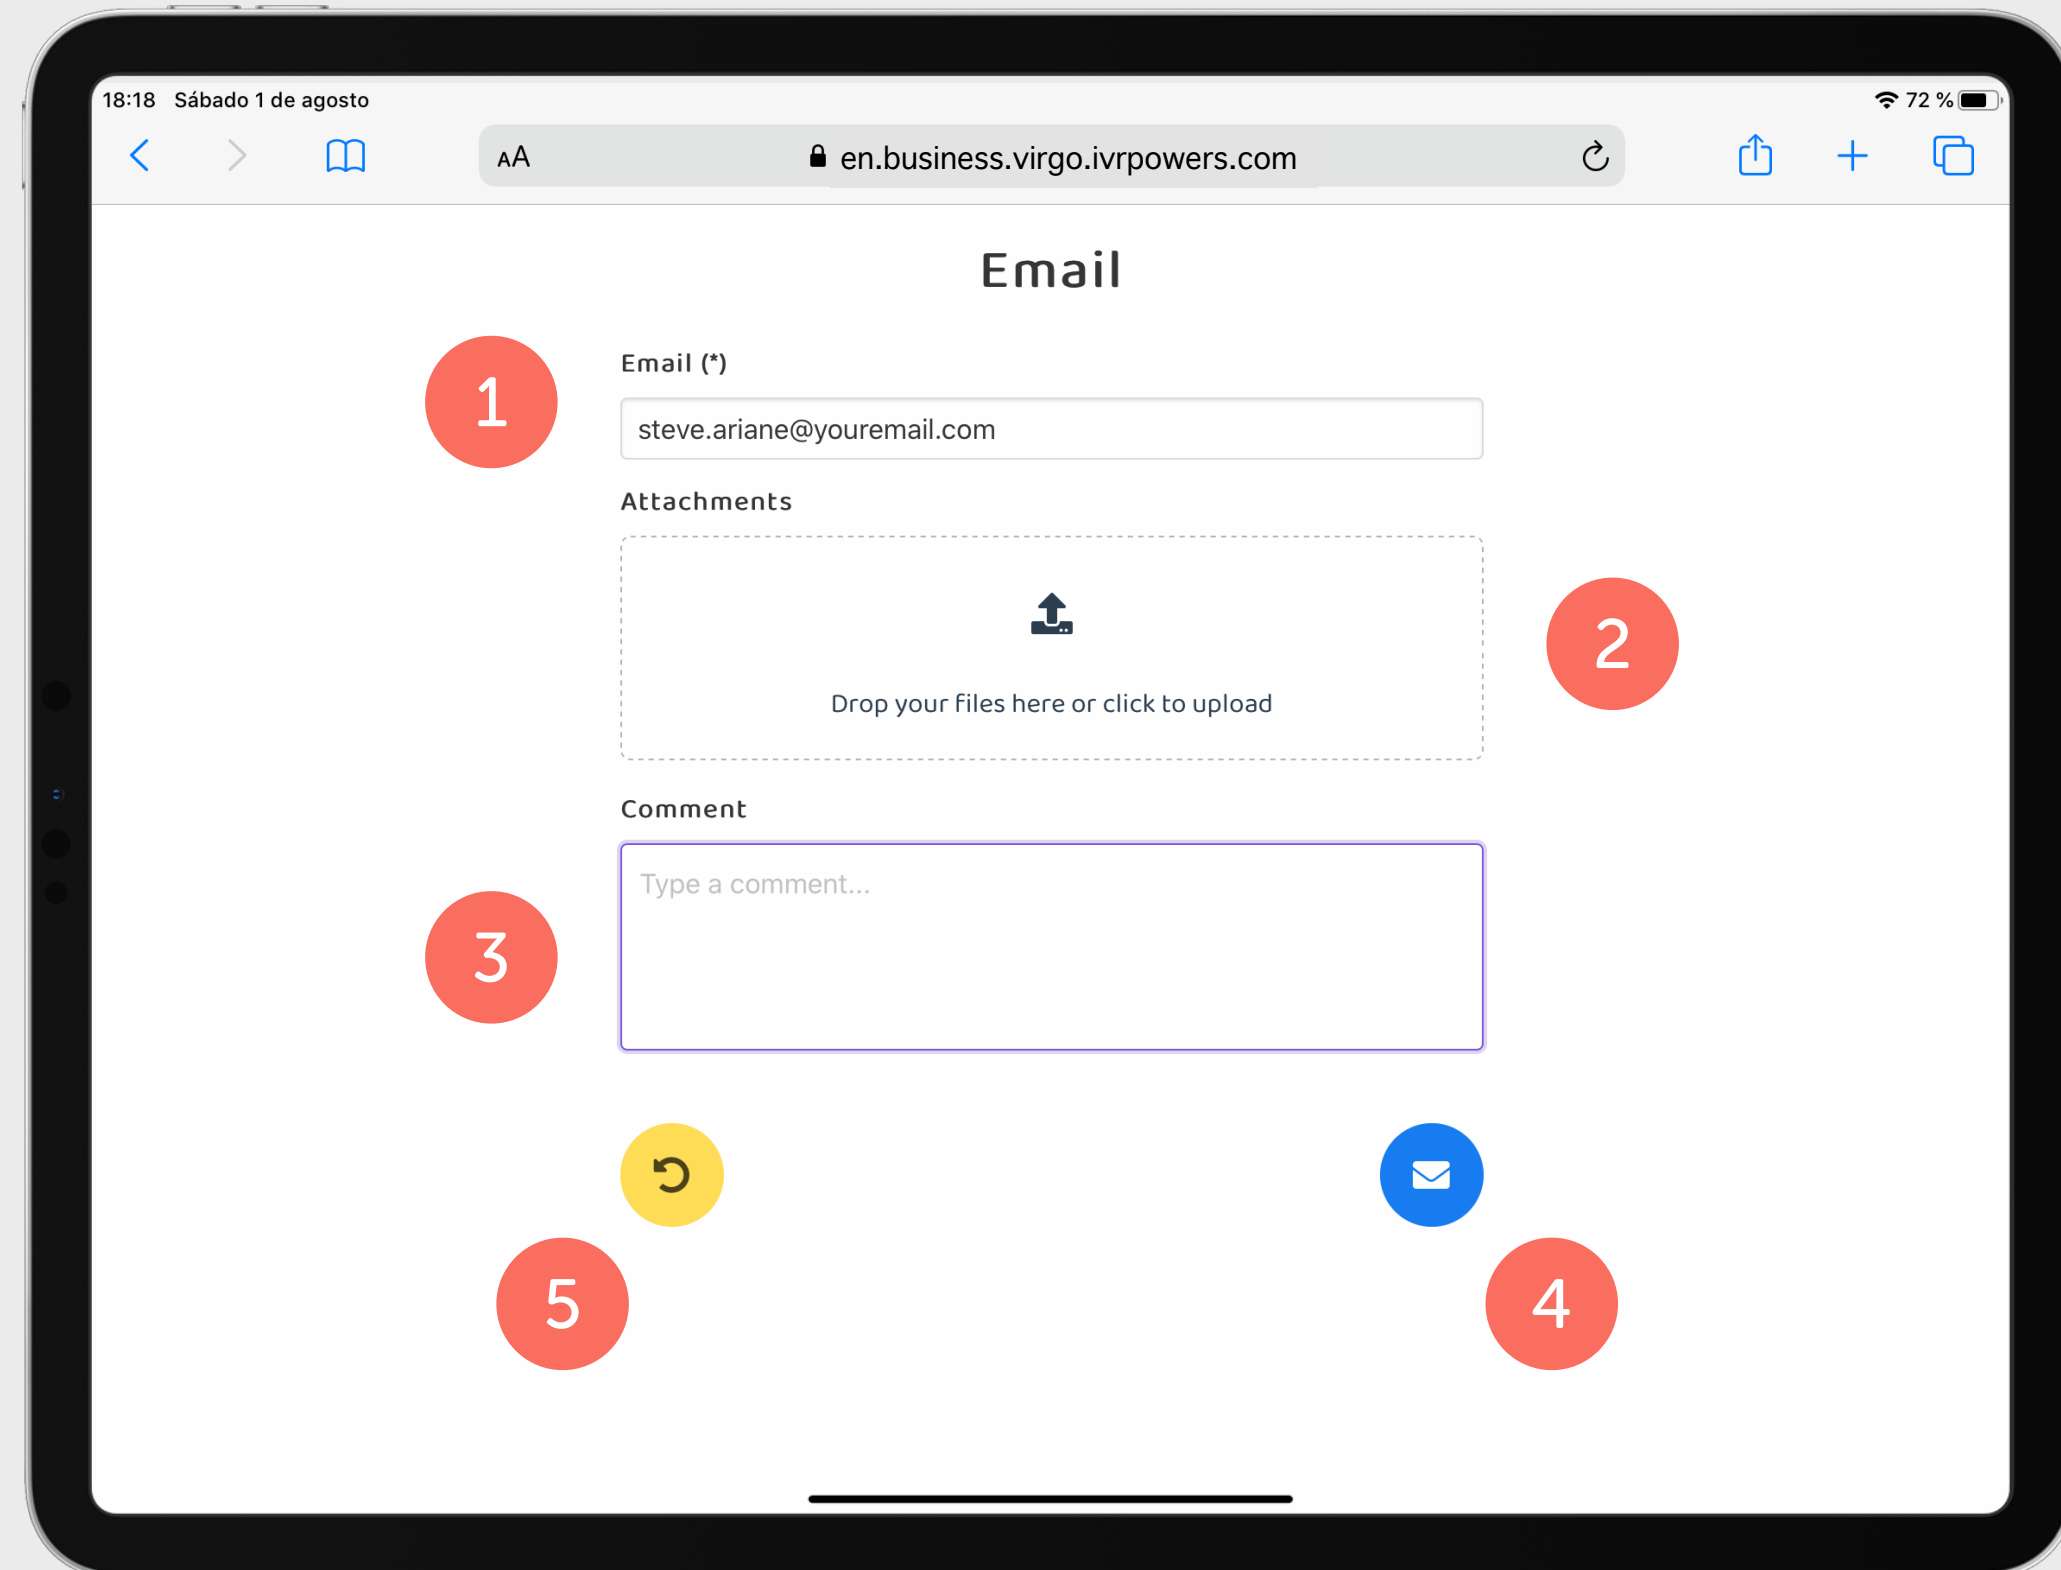 18:18 Sábado 1 de agosto
72 %
AA
en.business.virgo.ivrpowers.com
Email
1
Email (*)
steve.ariane@youremail.com
Attachments
Drop your files here or click to upload
2
Comment
Type a comment...
3
5
4